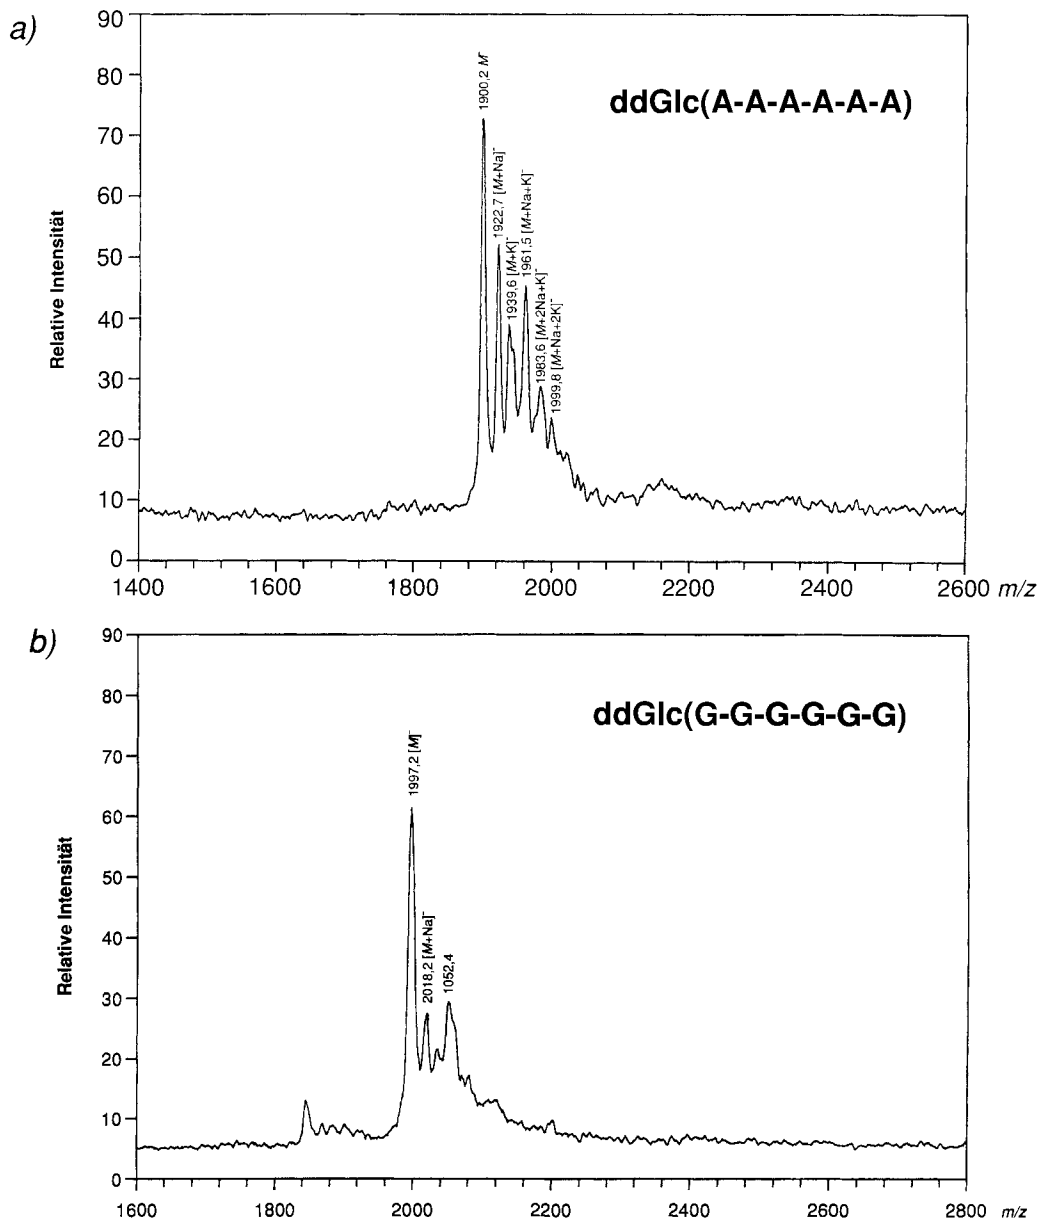 a)
ddGlc(A-A-A-A-A-A)
Relative Intensität
90
80
70
60
50
40
30
20
10
0
1900,2 M⁻
1922,7 [M+Na]⁻
1939,6 [M+K]⁻
1961,5 [M+Na+K]⁻
1983,6 [M+2Na+K]⁻
1999,8 [M+Na+2K]⁻
1400 1600 1800 2000 2200 2400 2600 m/z
b)
ddGlc(G-G-G-G-G-G)
Relative Intensität
90
80
70
60
50
40
30
20
10
0
1997,2 [M]⁻
2018,2 [M+Na]⁻
1052,4
1600 1800 2000 2200 2400 2600 2800 m/z